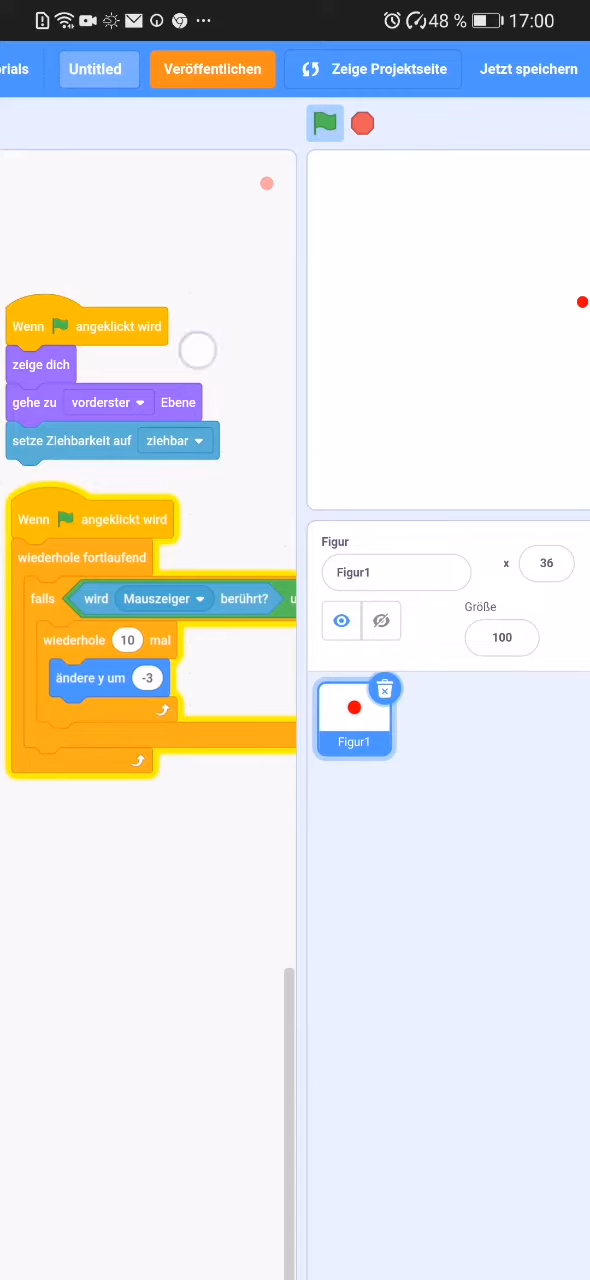 48 % 17:00
rials Untitled Veröffentlichen Zeige Projektseite Jetzt speichern
Wenn angeklickt wird
zeige dich
gehe zu vorderster Ebene
setze Ziehbarkeit auf ziehbar
Wenn angeklickt wird
wiederhole fortlaufend
falls wird Mauszeiger berührt? u
wiederhole 10 mal
ändere y um -3
Figur
Figur1
x 36
Größe
100
Figur1